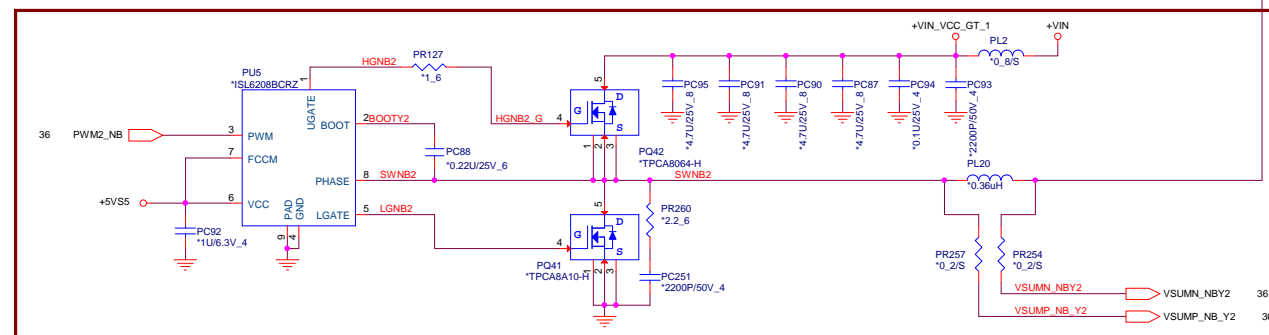 +VIN_VCC_GT_1
+VIN
PL2
*0_8/S
PR127
*1_6
HGNB2
PU5
*ISL6208BCRZ
1
UGATE
BOOT
2
BOOTY2
PC88
*0.22U/25V_6
HGNB2_G
4
5
G
D
S
1
2
3
PQ42
*TPCA8064-H
PC95
*4.7U/25V_8
PC91
*4.7U/25V_8
PC90
*4.7U/25V_8
PC87
*4.7U/25V_8
PC94
*0.1U/25V_4
PC93
*2200P/50V_4
36
PWM2_NB
3
PWM
7
FCCM
PHASE
8
SWNB2
SWNB2
PL20
*0.36uH
+5VS5
6
VCC
PAD
GND
9
4
LGATE
5
LGNB2
PC92
*1U/6.3V_4
4
5
G
D
S
1
2
3
PQ41
*TPCA8A10-H
PR260
*2.2_6
PC251
*2200P/50V_4
PR257
*0_2/S
PR254
*0_2/S
VSUMN_NBY2
VSUMN_NBY2
36
VSUMP_NB_Y2
VSUMP_NB_Y2